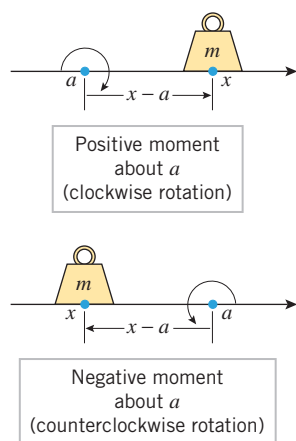 m
a
x
x − a
Positive moment
about a
(clockwise rotation)
m
x
a
x − a
Negative moment
about a
(counterclockwise rotation)